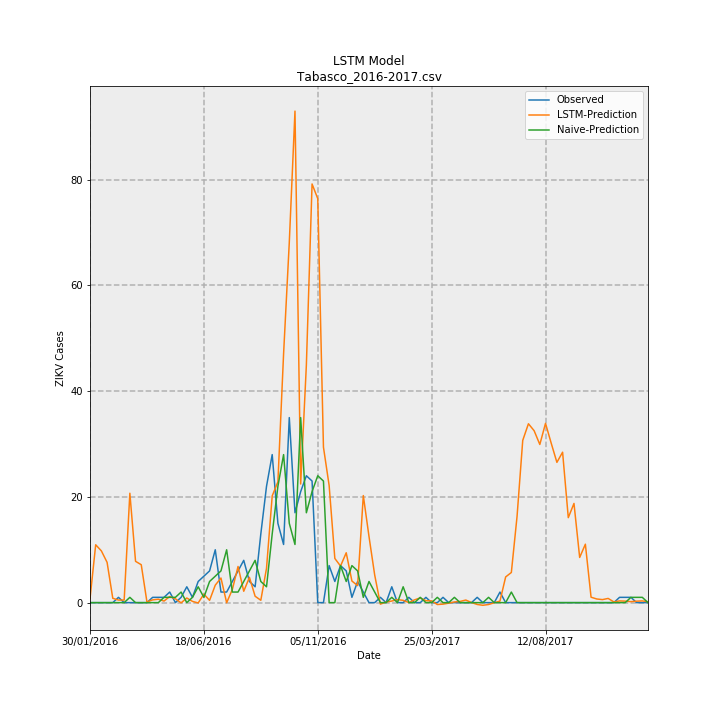 LSTM Model
Tabasco_2016-2017.csv
Observed
LSTM-Prediction
Naive-Prediction
ZIKV Cases
80
60
40
20
0
30/01/2016 18/06/2016 05/11/2016 25/03/2017 12/08/2017
Date